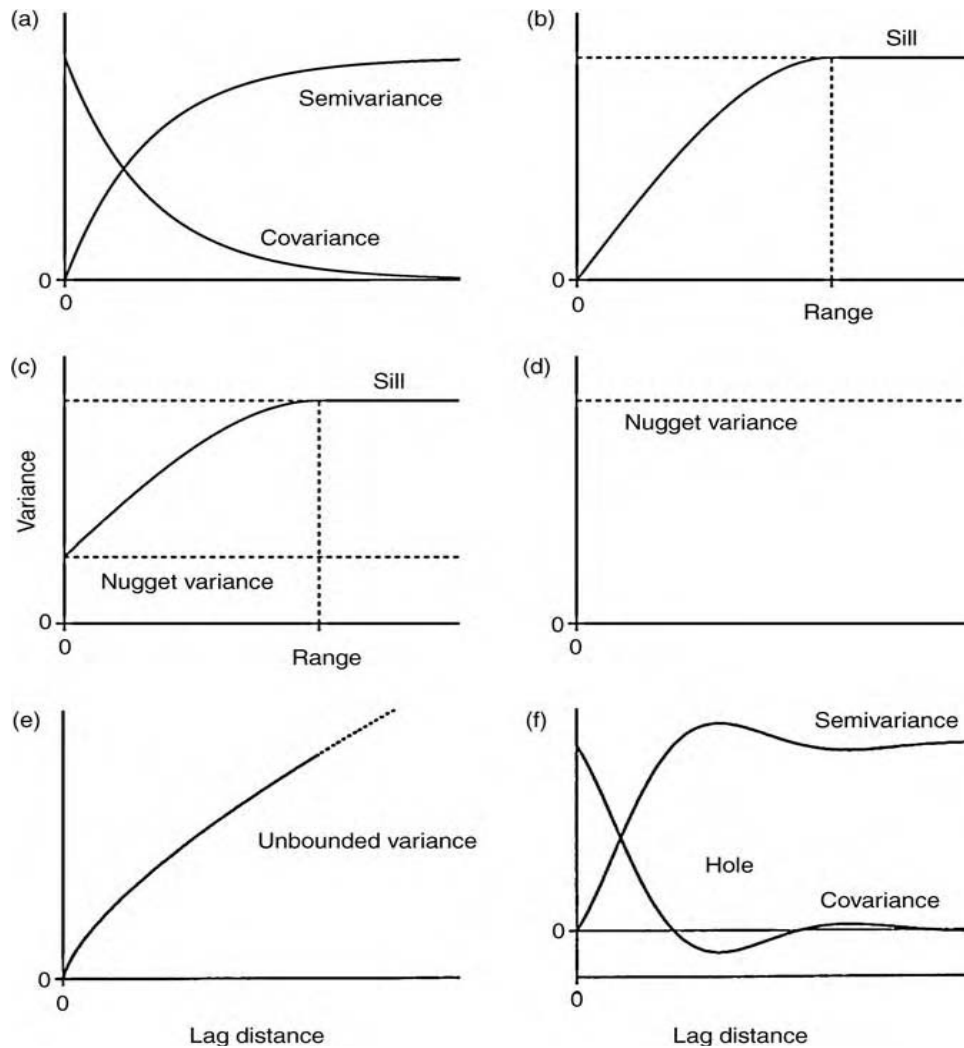 (a)
Semivariance
Covariance
0
0
(b)
Sill
0
0
Range
(c)
Sill
Variance
Nugget variance
0
0
Range
(d)
Nugget variance
0
0
(e)
Unbounded variance
0
0
Lag distance
(f)
Semivariance
Hole
Covariance
0
0
Lag distance